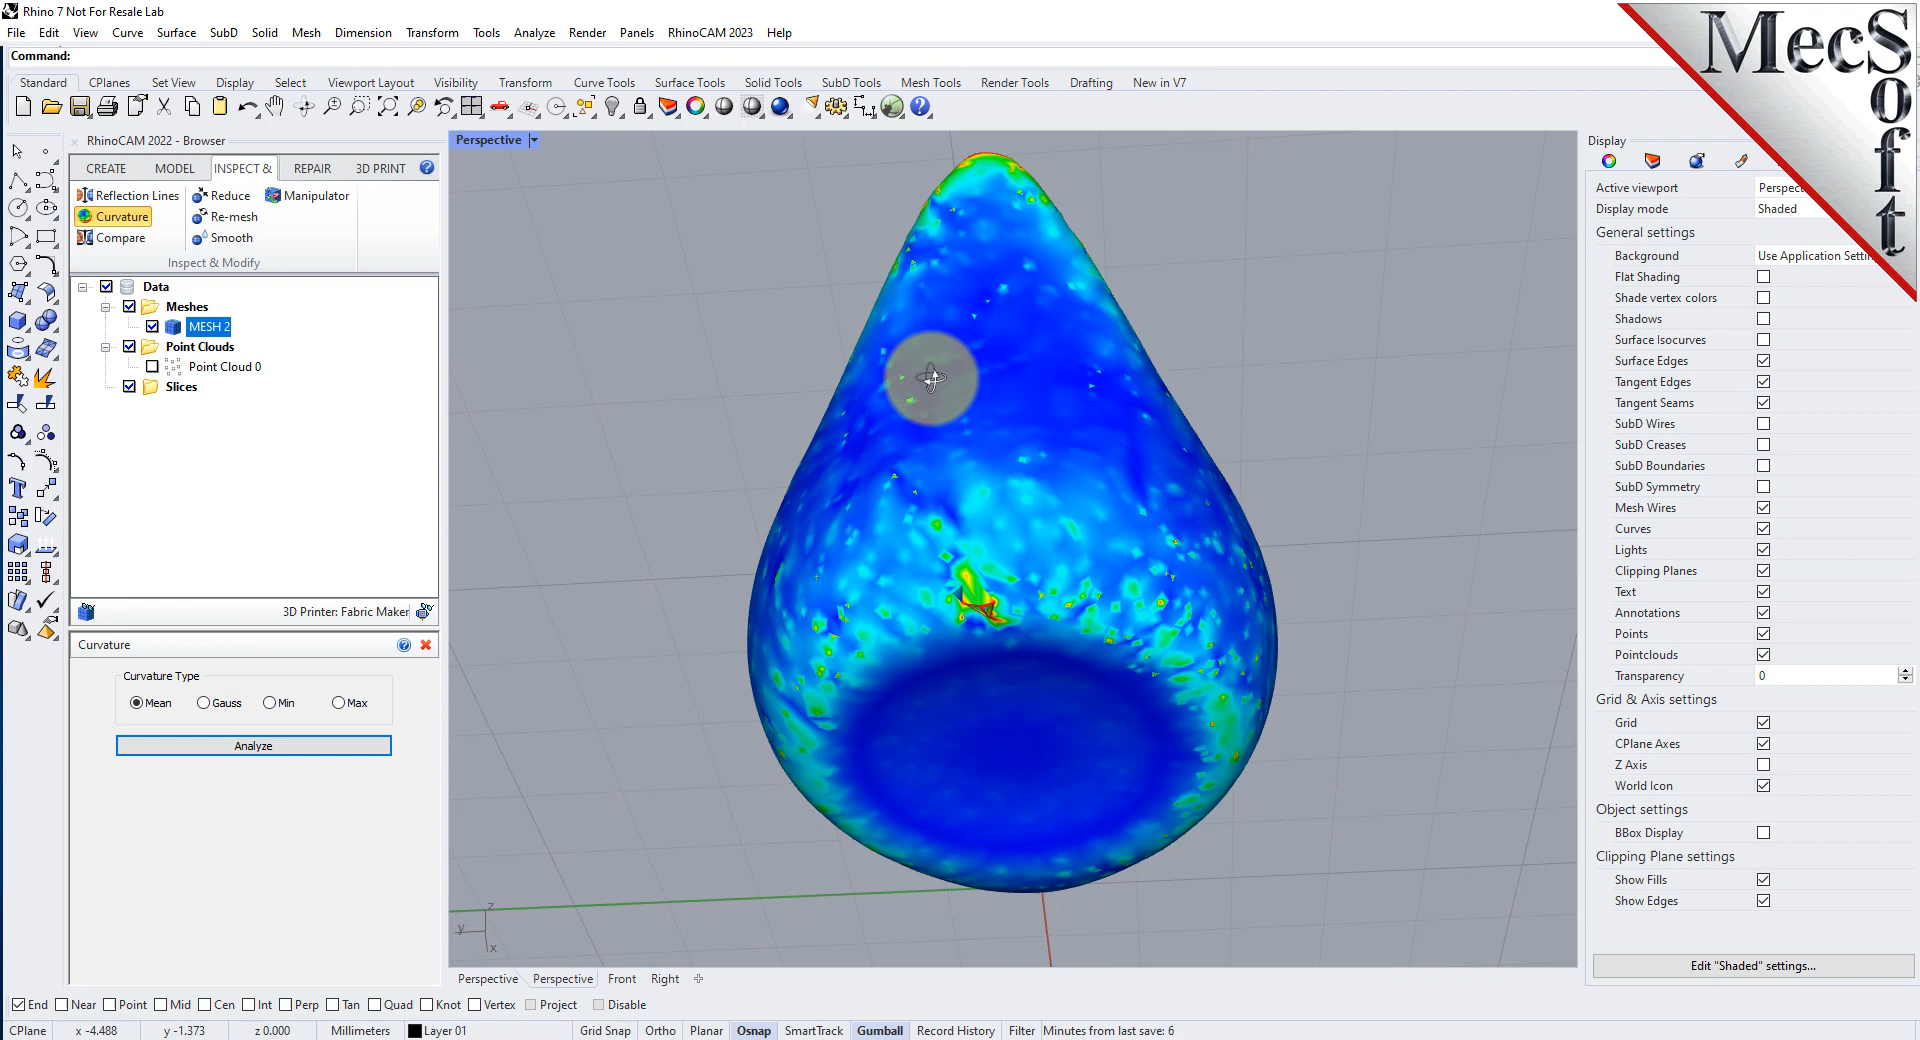 Rhino 7 Not For Resale Lab
File Edit View Curve Surface SubD Solid Mesh Dimension Transform Tools Analyze Render Panels RhinoCAM 2023 Help
Command:
Standard CPlanes Set View Display Select Viewport Layout Visibility Transform Curve Tools Surface Tools Solid Tools SubD Tools Mesh Tools Render Tools Drafting New in V7
MecSoft
RhinoCAM 2022 - Browser
CREATE MODEL INSPECT & REPAIR 3D PRINT
Reflection Lines Reduce Manipulator
Curvature Re-mesh
Compare Smooth
Inspect & Modify
Data
Meshes
MESH 2
Point Clouds
Point Cloud 0
Slices
3D Printer: Fabric Maker
Curvature
Curvature Type
Mean Gauss Min Max
Analyze
Perspective
z
y
x
Perspective Perspective Front Right
Display
Active viewport Perspec
Display mode Shaded
General settings
Background Use Application Settin
Flat Shading
Shade vertex colors
Shadows
Surface Isocurves
Surface Edges
Tangent Edges
Tangent Seams
SubD Wires
SubD Creases
SubD Boundaries
SubD Symmetry
Mesh Wires
Curves
Lights
Clipping Planes
Text
Annotations
Points
Pointclouds
Transparency 0
Grid & Axis settings
Grid
CPlane Axes
Z Axis
World Icon
Object settings
BBox Display
Clipping Plane settings
Show Fills
Show Edges
Edit "Shaded" settings...
End Near Point Mid Cen Int Perp Tan Quad Knot Vertex Project Disable
CPlane x -4.488 y -1.373 z 0.000 Millimeters Layer 01 Grid Snap Ortho Planar Osnap SmartTrack Gumball Record History Filter Minutes from last save: 6